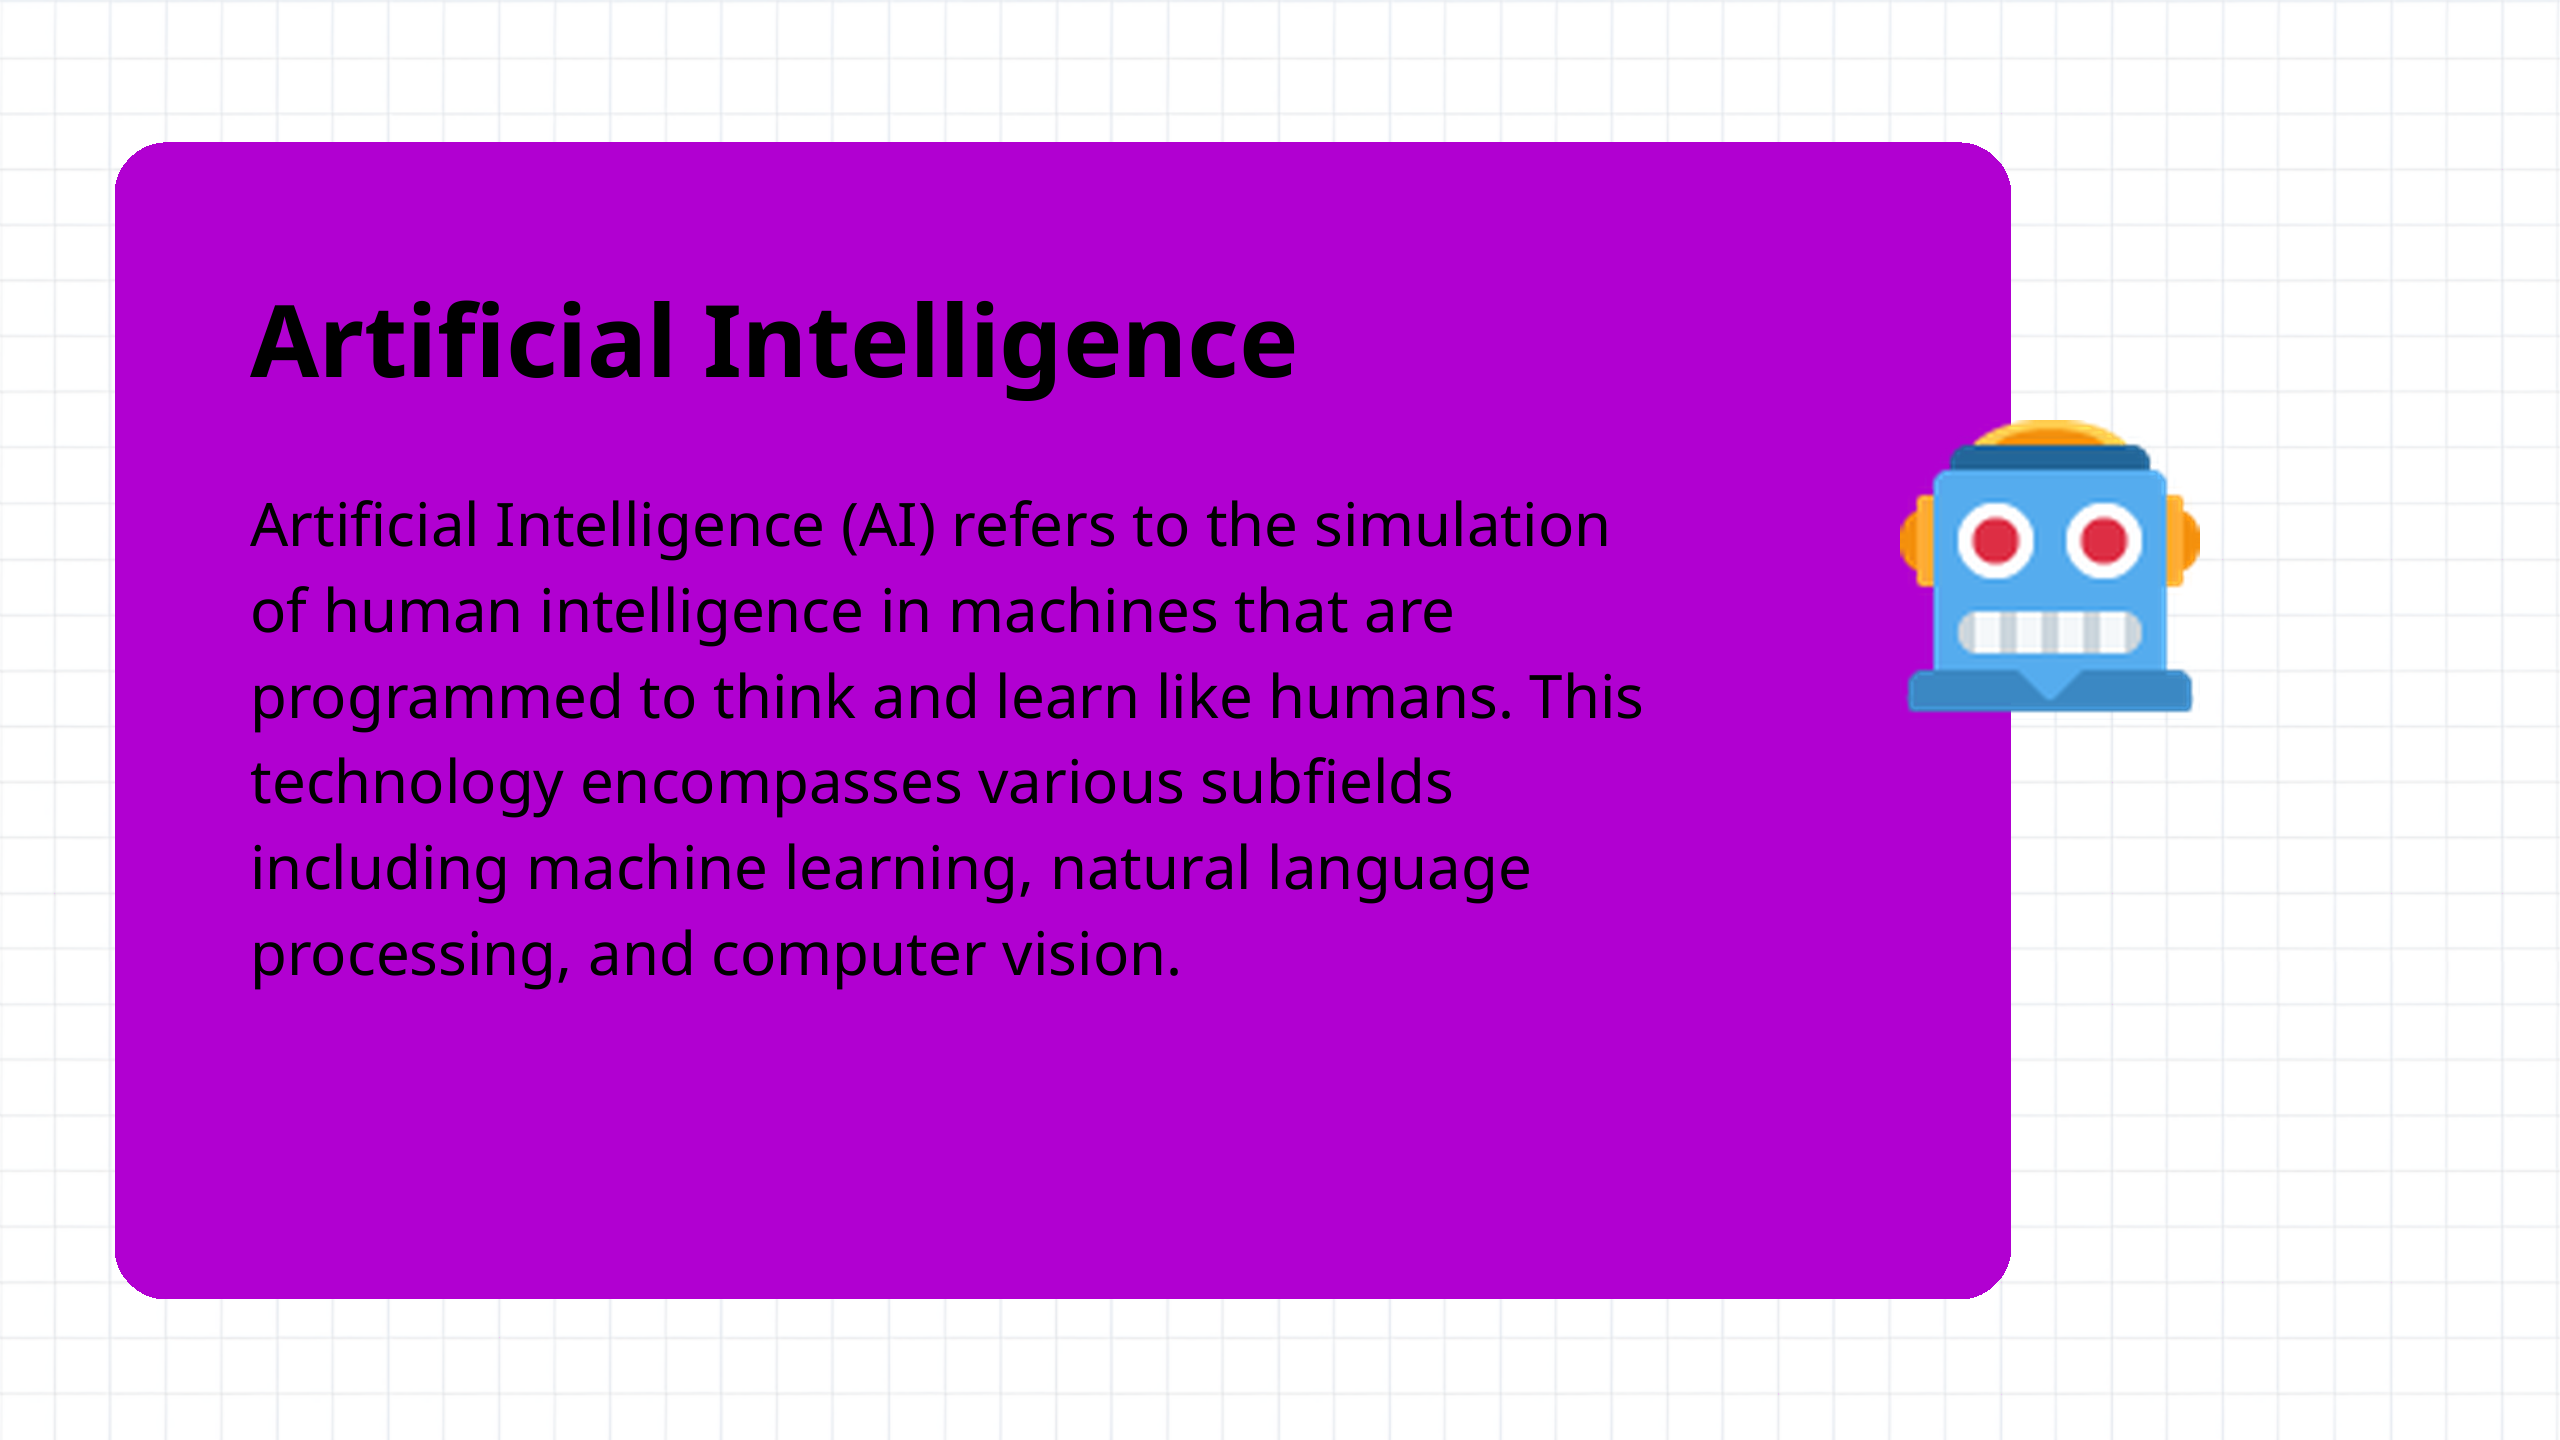 Artificial Intelligence
Artificial Intelligence (AI) refers to the simulation
of human intelligence in machines that are
programmed to think and learn like humans. This
technology encompasses various subfields
including machine learning, natural language
processing, and computer vision.